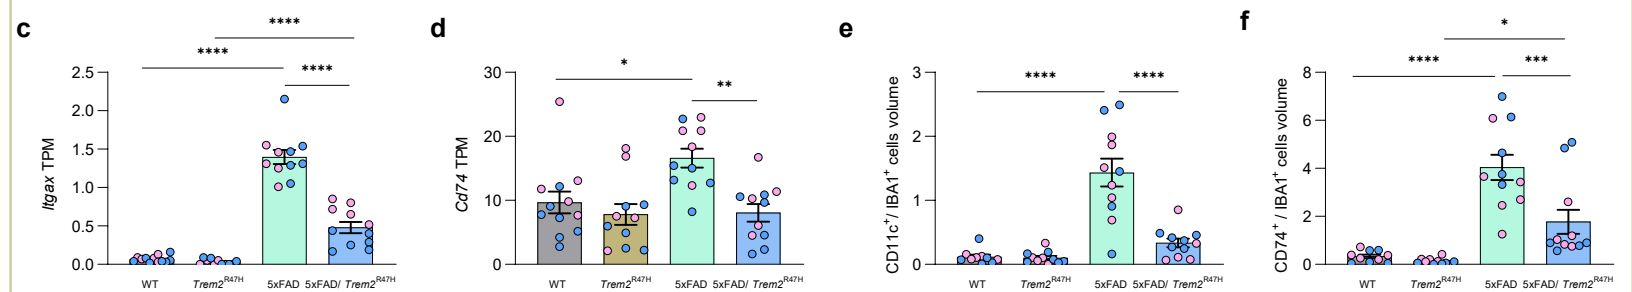 c
****
****
****
2.5
2.0
1.5
1.0
0.5
0.0
Itgax TPM
WT
Trem2R47H
5xFAD
5xFAD/ Trem2R47H
d
*
**
30
20
10
0
Cd74 TPM
WT
Trem2R47H
5xFAD
5xFAD/ Trem2R47H
e
****
****
3
2
1
0
CD11c+/ IBA1+ cells volume
WT
Trem2R47H
5xFAD
5xFAD/ Trem2R47H
f
*
****
***
8
6
4
2
0
CD74+ / IBA1+ cells volume
WT
Trem2R47H
5xFAD
5xFAD/ Trem2R47H